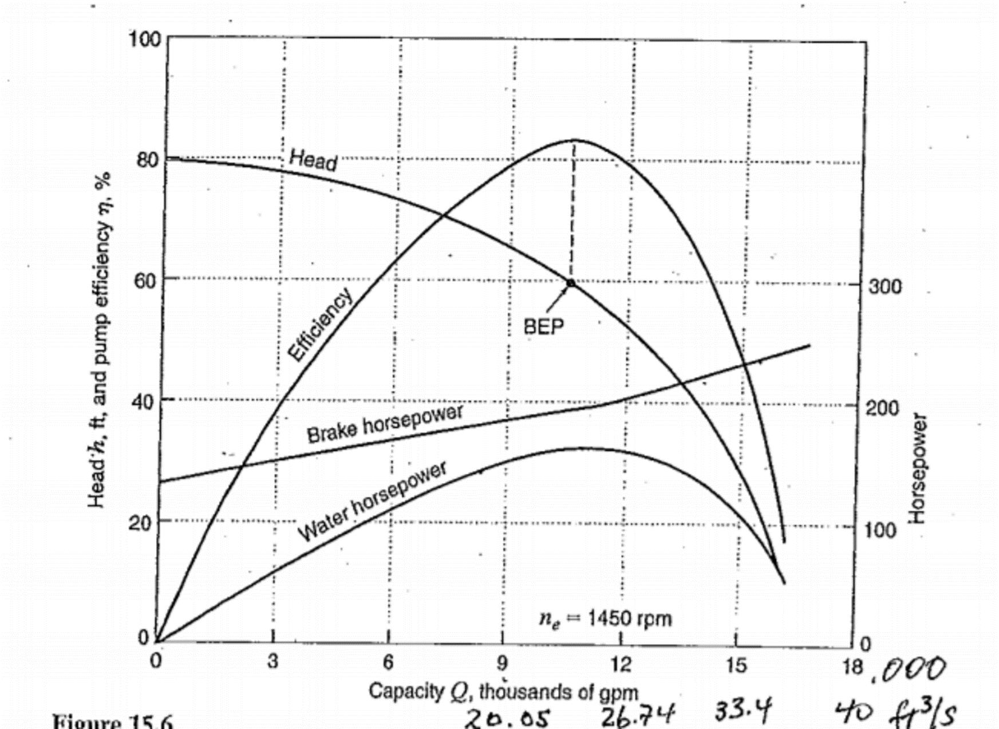 100
80
60
40
20
0
Head h, ft, and pump efficiency η, %
Head
Efficiency
BEP
Brake horsepower
Water horsepower
nₑ = 1450 rpm
300
200
100
0
Horsepower
0 3 6 9 12 15 18,000
Capacity Q, thousands of gpm
20.05 26.74 33.4 40 ft³/s
Figure 15.6